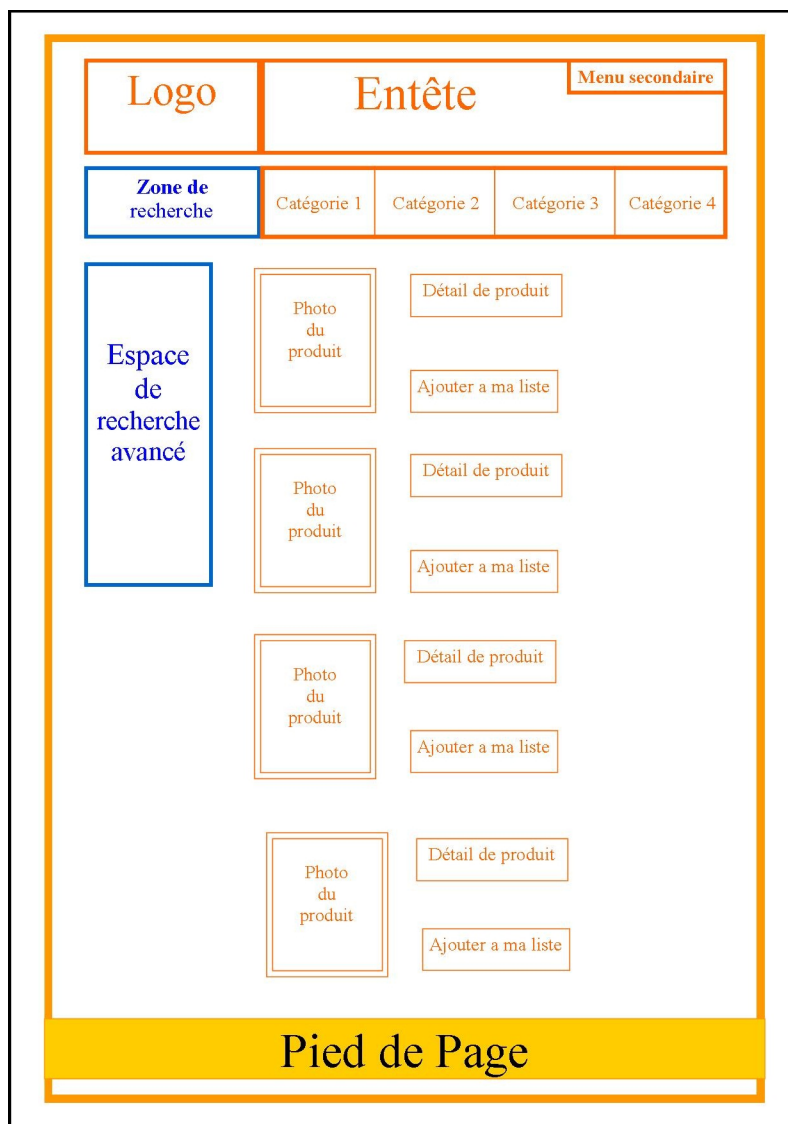 Logo
Entête
Menu secondaire
Zone de
recherche
Catégorie 1
Catégorie 2
Catégorie 3
Catégorie 4
Espace
de
recherche
avancé
Photo
du
produit
Détail de produit
Ajouter a ma liste
Photo
du
produit
Détail de produit
Ajouter a ma liste
Photo
du
produit
Détail de produit
Ajouter a ma liste
Photo
du
produit
Détail de produit
Ajouter a ma liste
Pied de Page